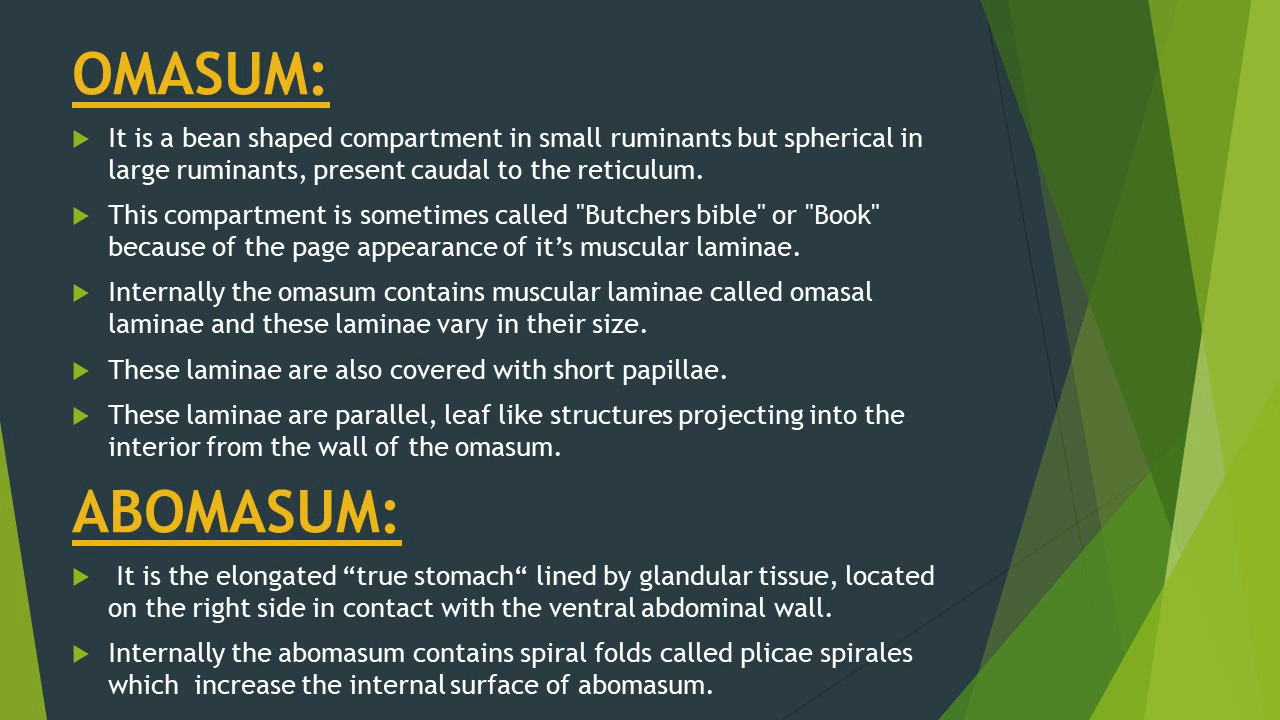 OMASUM:
It is a bean shaped compartment in small ruminants but spherical in
large ruminants, present caudal to the reticulum.
This compartment is sometimes called "Butchers bible" or "Book"
because of the page appearance of it’s muscular laminae.
Internally the omasum contains muscular laminae called omasal
laminae and these laminae vary in their size.
These laminae are also covered with short papillae.
These laminae are parallel, leaf like structures projecting into the
interior from the wall of the omasum.
ABOMASUM:
It is the elongated “true stomach“ lined by glandular tissue, located
on the right side in contact with the ventral abdominal wall.
Internally the abomasum contains spiral folds called plicae spirales
which increase the internal surface of abomasum.